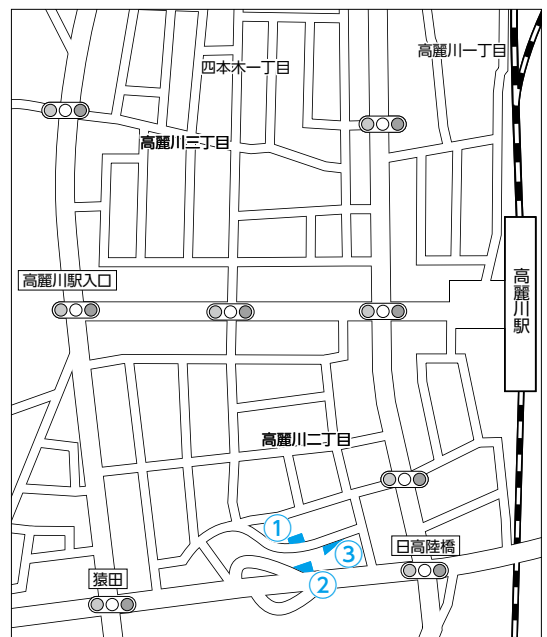 高麗川一丁目
四本木一丁目
高麗川三丁目
高麗川駅入口
高麗川駅
高麗川二丁目
①
③
日高陸橋
②
猿田